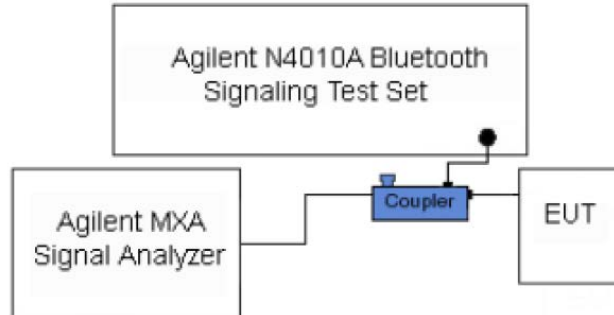 Agilent N4010A Bluetooth
Signaling Test Set
Agilent MXA
Signal Analyzer
Coupler
EUT